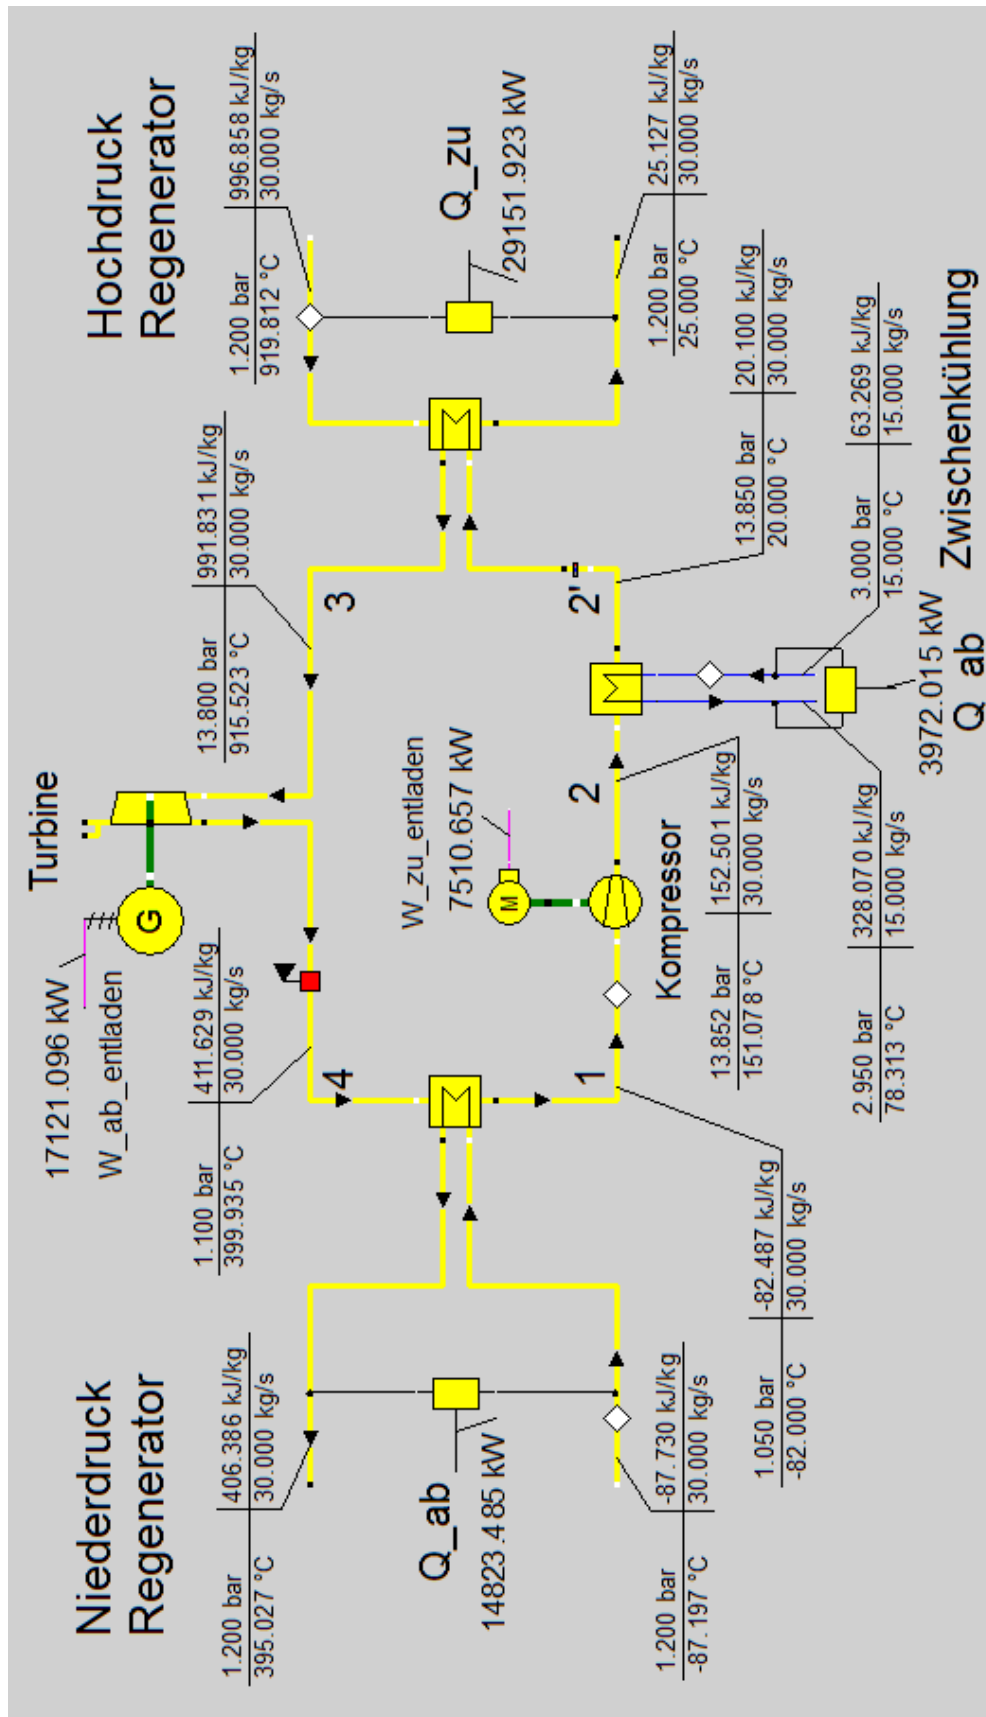 Niederdruck
Regenerator
Turbine
Hochdruck
Regenerator
17121.096 kW
W_ab_entladen
G
1.200 bar
395.027 °C
406.386 kJ/kg
30.000 kg/s
1.100 bar
399.935 °C
411.629 kJ/kg
30.000 kg/s
13.800 bar
915.523 °C
991.831 kJ/kg
30.000 kg/s
1.200 bar
919.812 °C
996.858 kJ/kg
30.000 kg/s
4
3
Q_ab
14823.485 kW
W_zu_entladen
7510.657 kW
M
Q_zu
29151.923 kW
1
2
2'
Kompressor
1.200 bar
-87.197 °C
-87.730 kJ/kg
30.000 kg/s
1.050 bar
-82.000 °C
-82.487 kJ/kg
30.000 kg/s
13.852 bar
151.078 °C
152.501 kJ/kg
30.000 kg/s
13.850 bar
20.000 °C
20.100 kJ/kg
30.000 kg/s
1.200 bar
25.000 °C
25.127 kJ/kg
30.000 kg/s
2.950 bar
78.313 °C
328.070 kJ/kg
15.000 kg/s
3.000 bar
15.000 °C
63.269 kJ/kg
15.000 kg/s
3972.015 kW
Q_ab
Zwischenkühlung